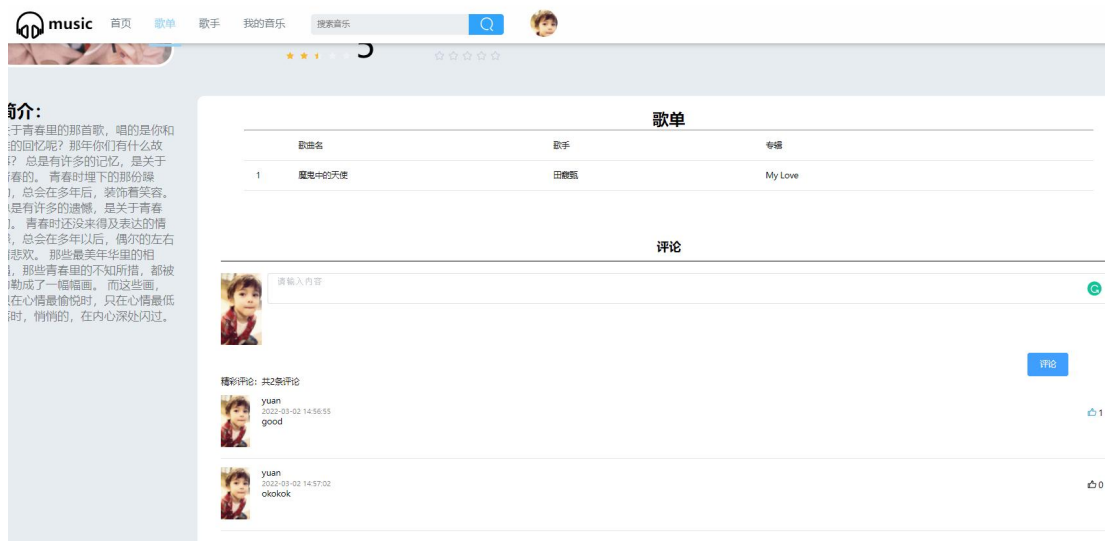 music 首页 歌单 歌手 我的音乐 搜索音乐
5
简介：
关于青春里的那首歌，唱的是你和
的回忆呢？那年你们有什么故
？ 总是有许多的记忆，是关于
青春的。 青春时埋下的那份躁
，总会在多年后，装饰着笑容。
是有许多的遗憾，是关于青春
。 青春时还没来得及表达的情
，总会在多年以后，偶尔的左右
悲欢。 那些最美年华里的相
，那些青春里的不知所措，都被
勒成了一幅幅画。 而这些画，
只在心情最愉悦时，只在心情最低
时，悄悄的，在内心深处闪过。
歌单
歌曲名 歌手 专辑
1 魔鬼中的天使 田馥甄 My Love
评论
请输入内容
评论
精彩评论：共2条评论
yuan
2022-03-02 14:56:55
good
1
yuan
2022-03-02 14:57:02
okokok
0